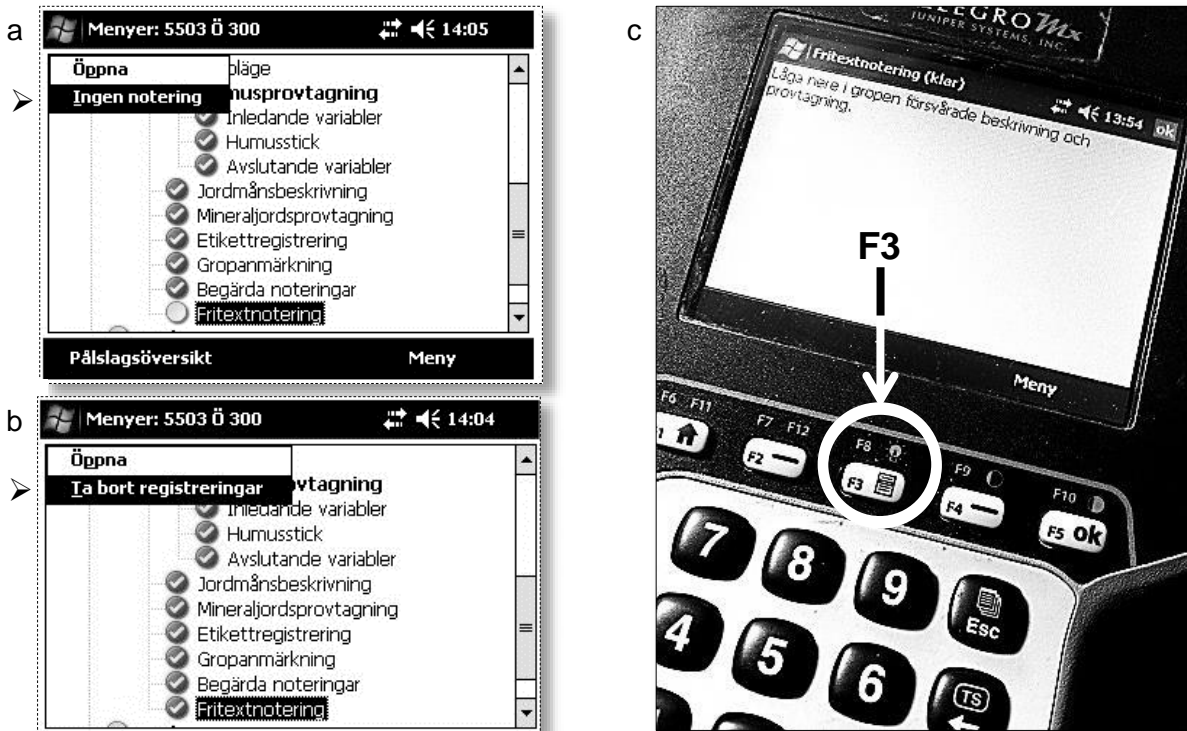 a
Menyer: 5503 Ö 300 14:05
Öppna
Ingen notering
pläge
musprovtagning
Inledande variabler
Humusstick
Avslutande variabler
Jordmånsbeskrivning
Mineraljordsprovtagning
Etikettregistrering
Gropanmärkning
Begärda noteringar
Fritextnotering
Pålslagsöversikt Meny
b
Menyer: 5503 Ö 300 14:04
Öppna
Ta bort registreringar
ovtagning
Inledande variabler
Humusstick
Avslutande variabler
Jordmånsbeskrivning
Mineraljordsprovtagning
Etikettregistrering
Gropanmärkning
Begärda noteringar
Fritextnotering
c
LLEGRO Mx
JUNIPER SYSTEMS, INC.
Fritextnotering (klar) 13:54 ok
Låga nere i gropen försvårade beskrivning och
provtagning.
F3
Meny
F6 F11 F7 F12 F8 F9 F10
1 F2 F3 F4 F5 ok
7 8 9 Esc
4 5 6 TS